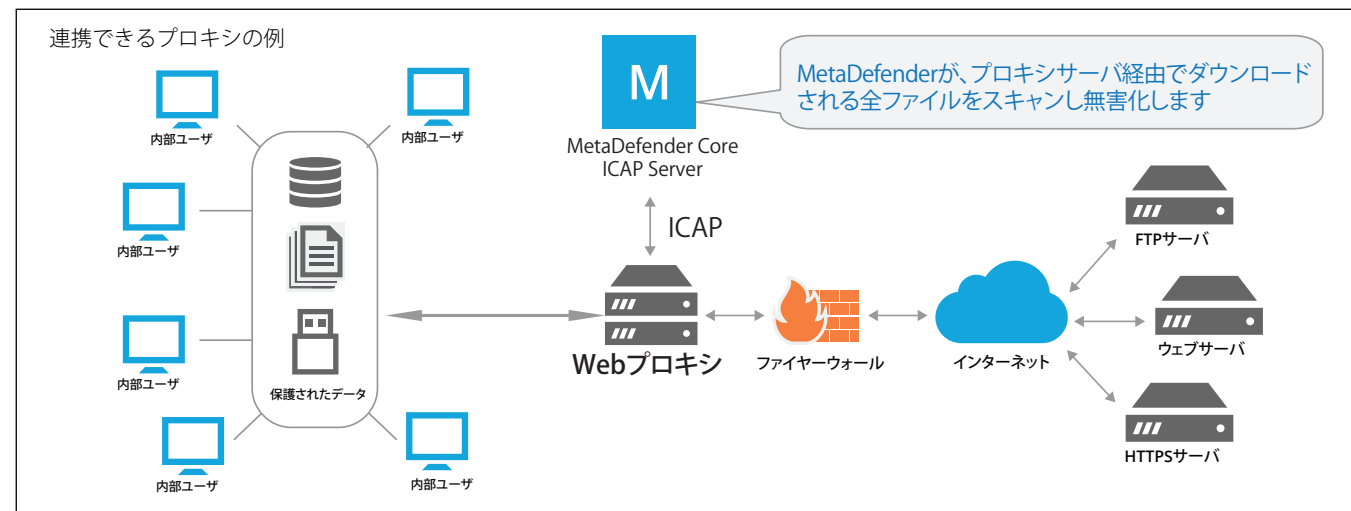 連携できるプロキシの例
M
MetaDefenderが、プロキシサーバ経由でダウンロード
される全ファイルをスキャンし無害化します
MetaDefender Core
ICAP Server
ICAP
内部ユーザ
内部ユーザ
内部ユーザ
内部ユーザ
内部ユーザ
内部ユーザ
保護されたデータ
Webプロキシ
ファイヤーウォール
インターネット
FTPサーバ
ウェブサーバ
HTTPSサーバ